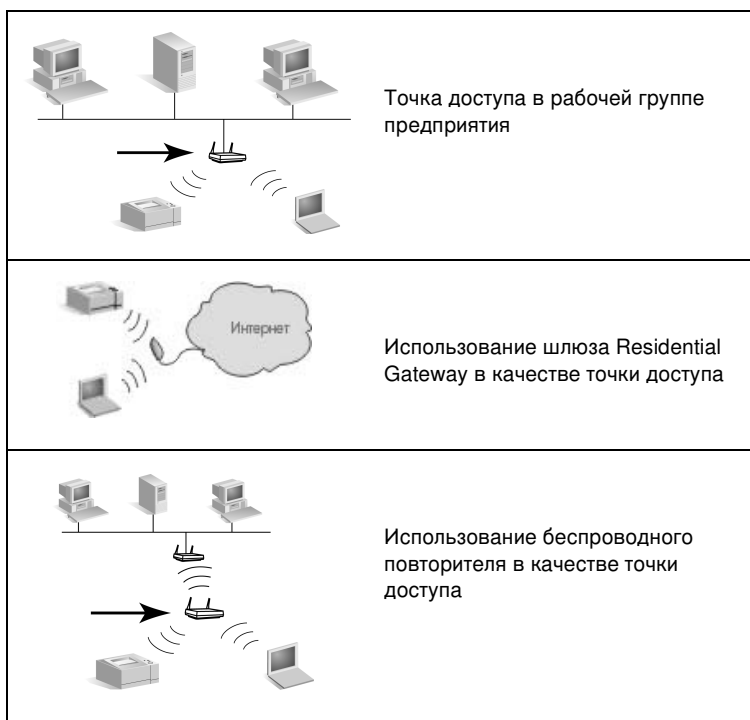 Точка доступа в рабочей группе
предприятия
Интернет
Использование шлюза Residential
Gateway в качестве точки доступа
Использование беспроводного
повторителя в качестве точки
доступа